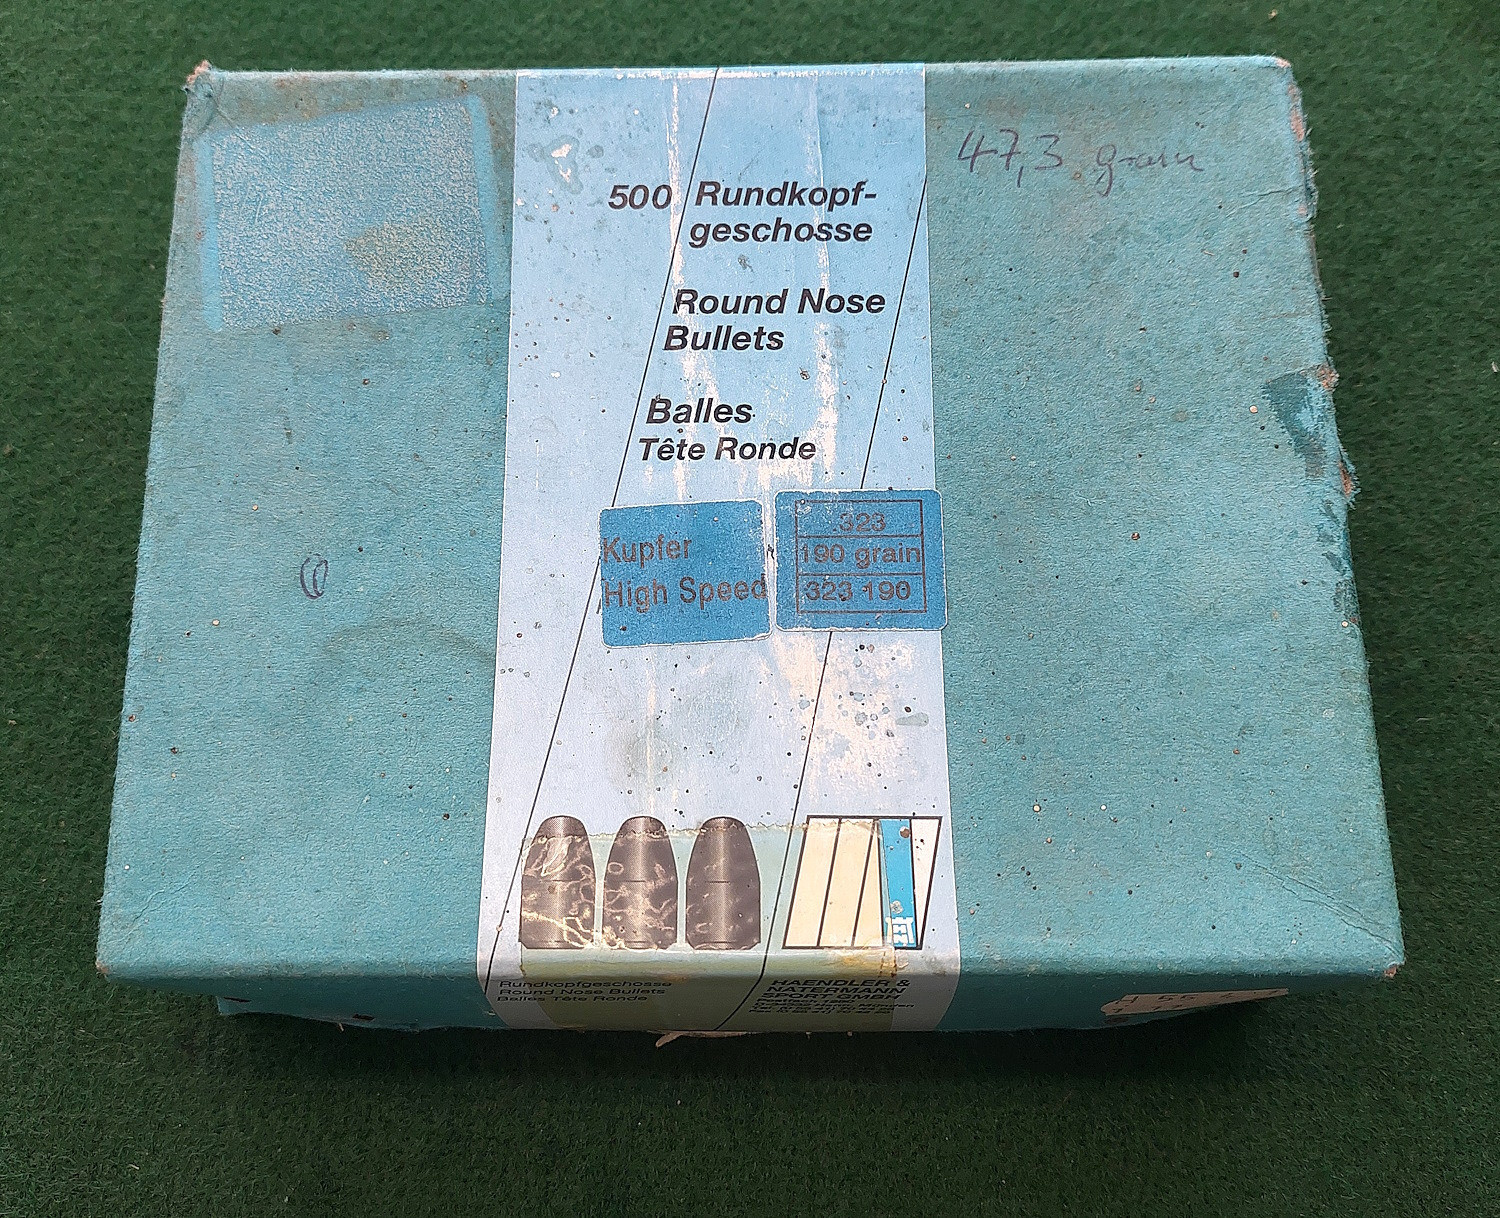 47,3 grain
500 Rundkopf-
geschosse
Round Nose
Bullets
Balles
Tête Ronde
Kupfer
High Speed
.323
190 grain
323 190
Rundkopfgeschosse
Round Nose Bullets
Balles Tête Ronde
HAENDLER &
NATERMANN
SPORT GMBH